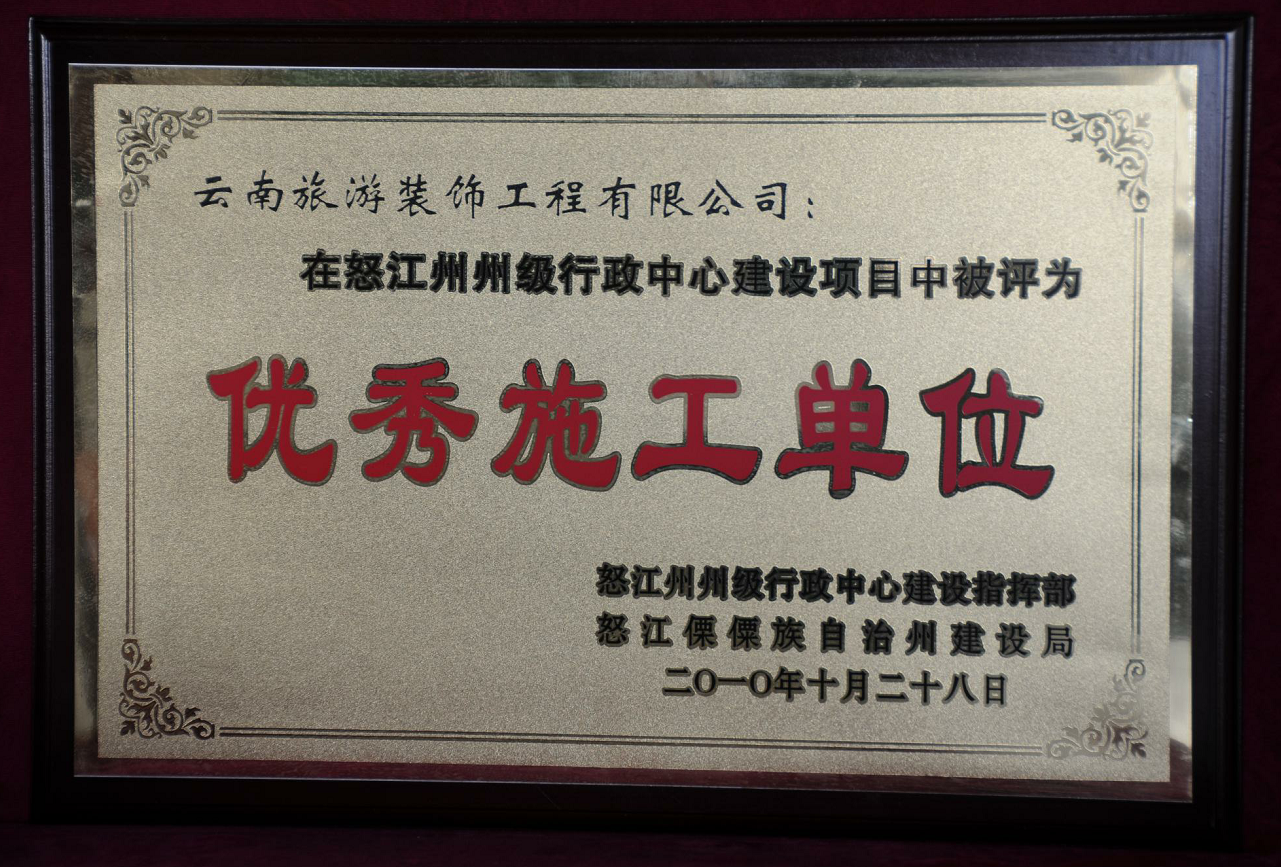 云南旅游装饰工程有限公司：
在怒江州州级行政中心建设项目中被评为
优秀施工单位
怒江州州级行政中心建设指挥部
怒江傈僳族自治州建设局
二〇一〇年十月二十八日